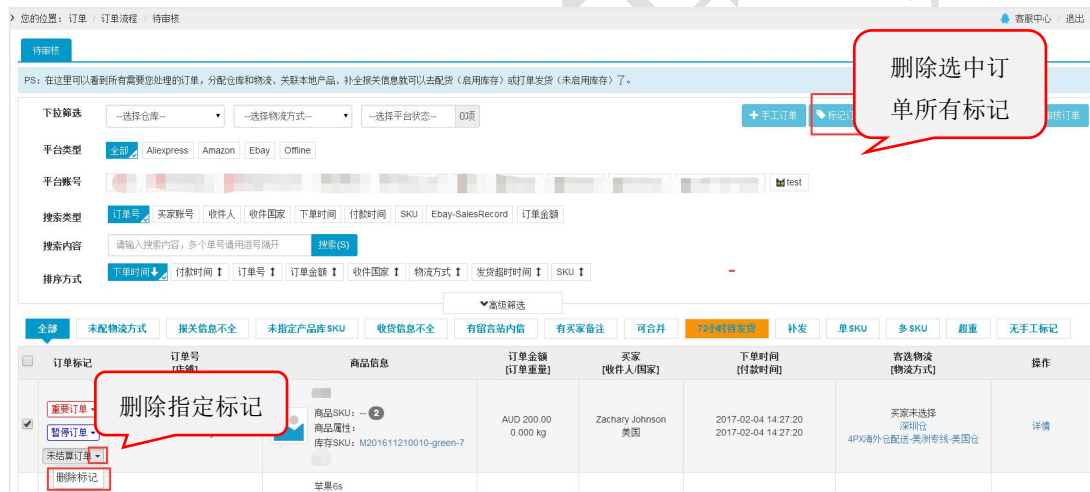 您的位置：订单 / 订单流程 / 待审核
客服中心 / 退出
待审核
PS：在这里可以看到所有需要您处理的订单，分配仓库和物流、关联本地产品、补全报关信息就可以去配货（启用库存）或打单发货（未启用库存）了。
删除选中订
单所有标记
下拉筛选 --选择仓库-- --选择物流方式-- --选择平台状态-- 0项 手工订单 标记订 审核订单
平台类型 全部 Aliexpress Amazon Ebay Offline
平台账号 test
搜索类型 订单号 买家账号 收件人 收件国家 下单时间 付款时间 SKU Ebay-SalesRecord 订单金额
搜索内容 请输入搜索内容，多个单号请用逗号隔开 搜索(S)
排序方式 下单时间 付款时间 订单号 订单金额 收件国家 物流方式 发货超时时间 SKU
高级筛选
全部 未配物流方式 报关信息不全 未指定产品库SKU 收货信息不全 有留言站内信 有买家备注 可合并 72小时待发货 补发 单SKU 多SKU 超重 无手工标记
订单标记 订单号 商品信息 订单金额 买家 下单时间 客选物流 操作
[店铺] [订单重量] [收件人/国家] [付款时间] [物流方式]
删除指定标记
重要订单
暂停订单
未结算订单
删除标记
商品SKU：-- 2
商品属性：
库存SKU：M201611210010-green-7
AUD 200.00
0.000 kg
Zachary Johnson
美国
2017-02-04 14:27:20
2017-02-04 14:27:20
买家未选择
深圳仓
4PX海外仓配送-美洲专线-美国仓
详情
苹果6s